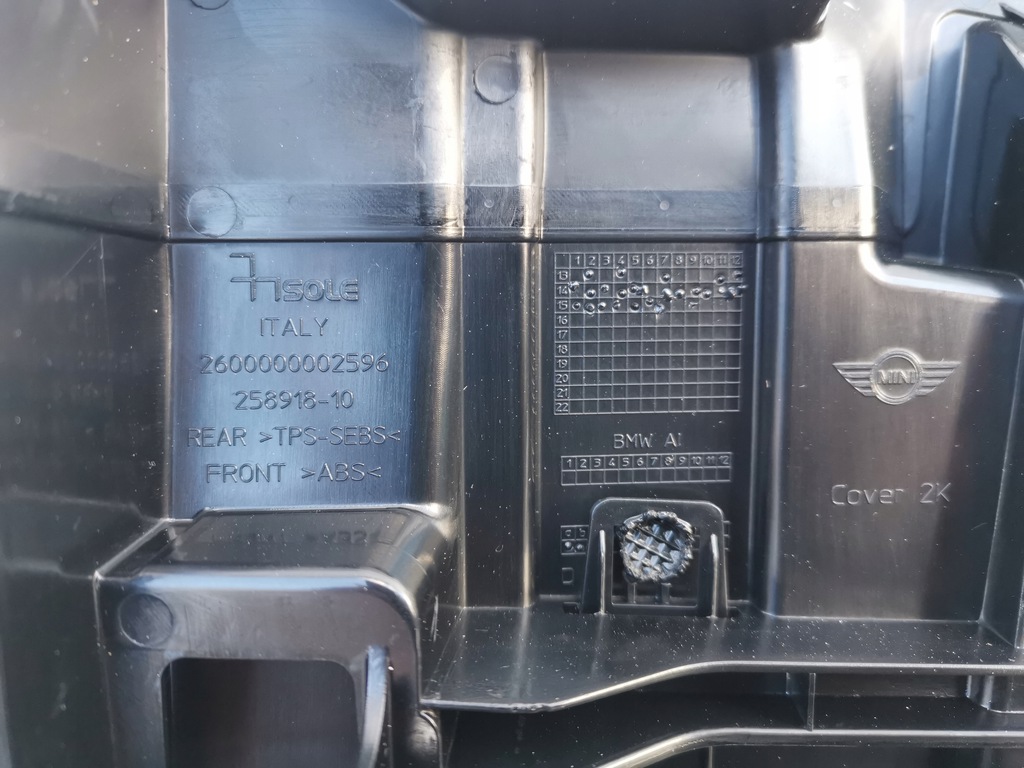 ISOLE
ITALY
2600000002596
258918-10
REAR >TPS-SEBS<
FRONT >ABS<
1 2 3 4 5 6 7 8 9 10 11 12
13
14
15
16
17
18
19
20
21
22
BMW AI
1 2 3 4 5 6 7 8 9 10 11 12
MINI
Cover 2K